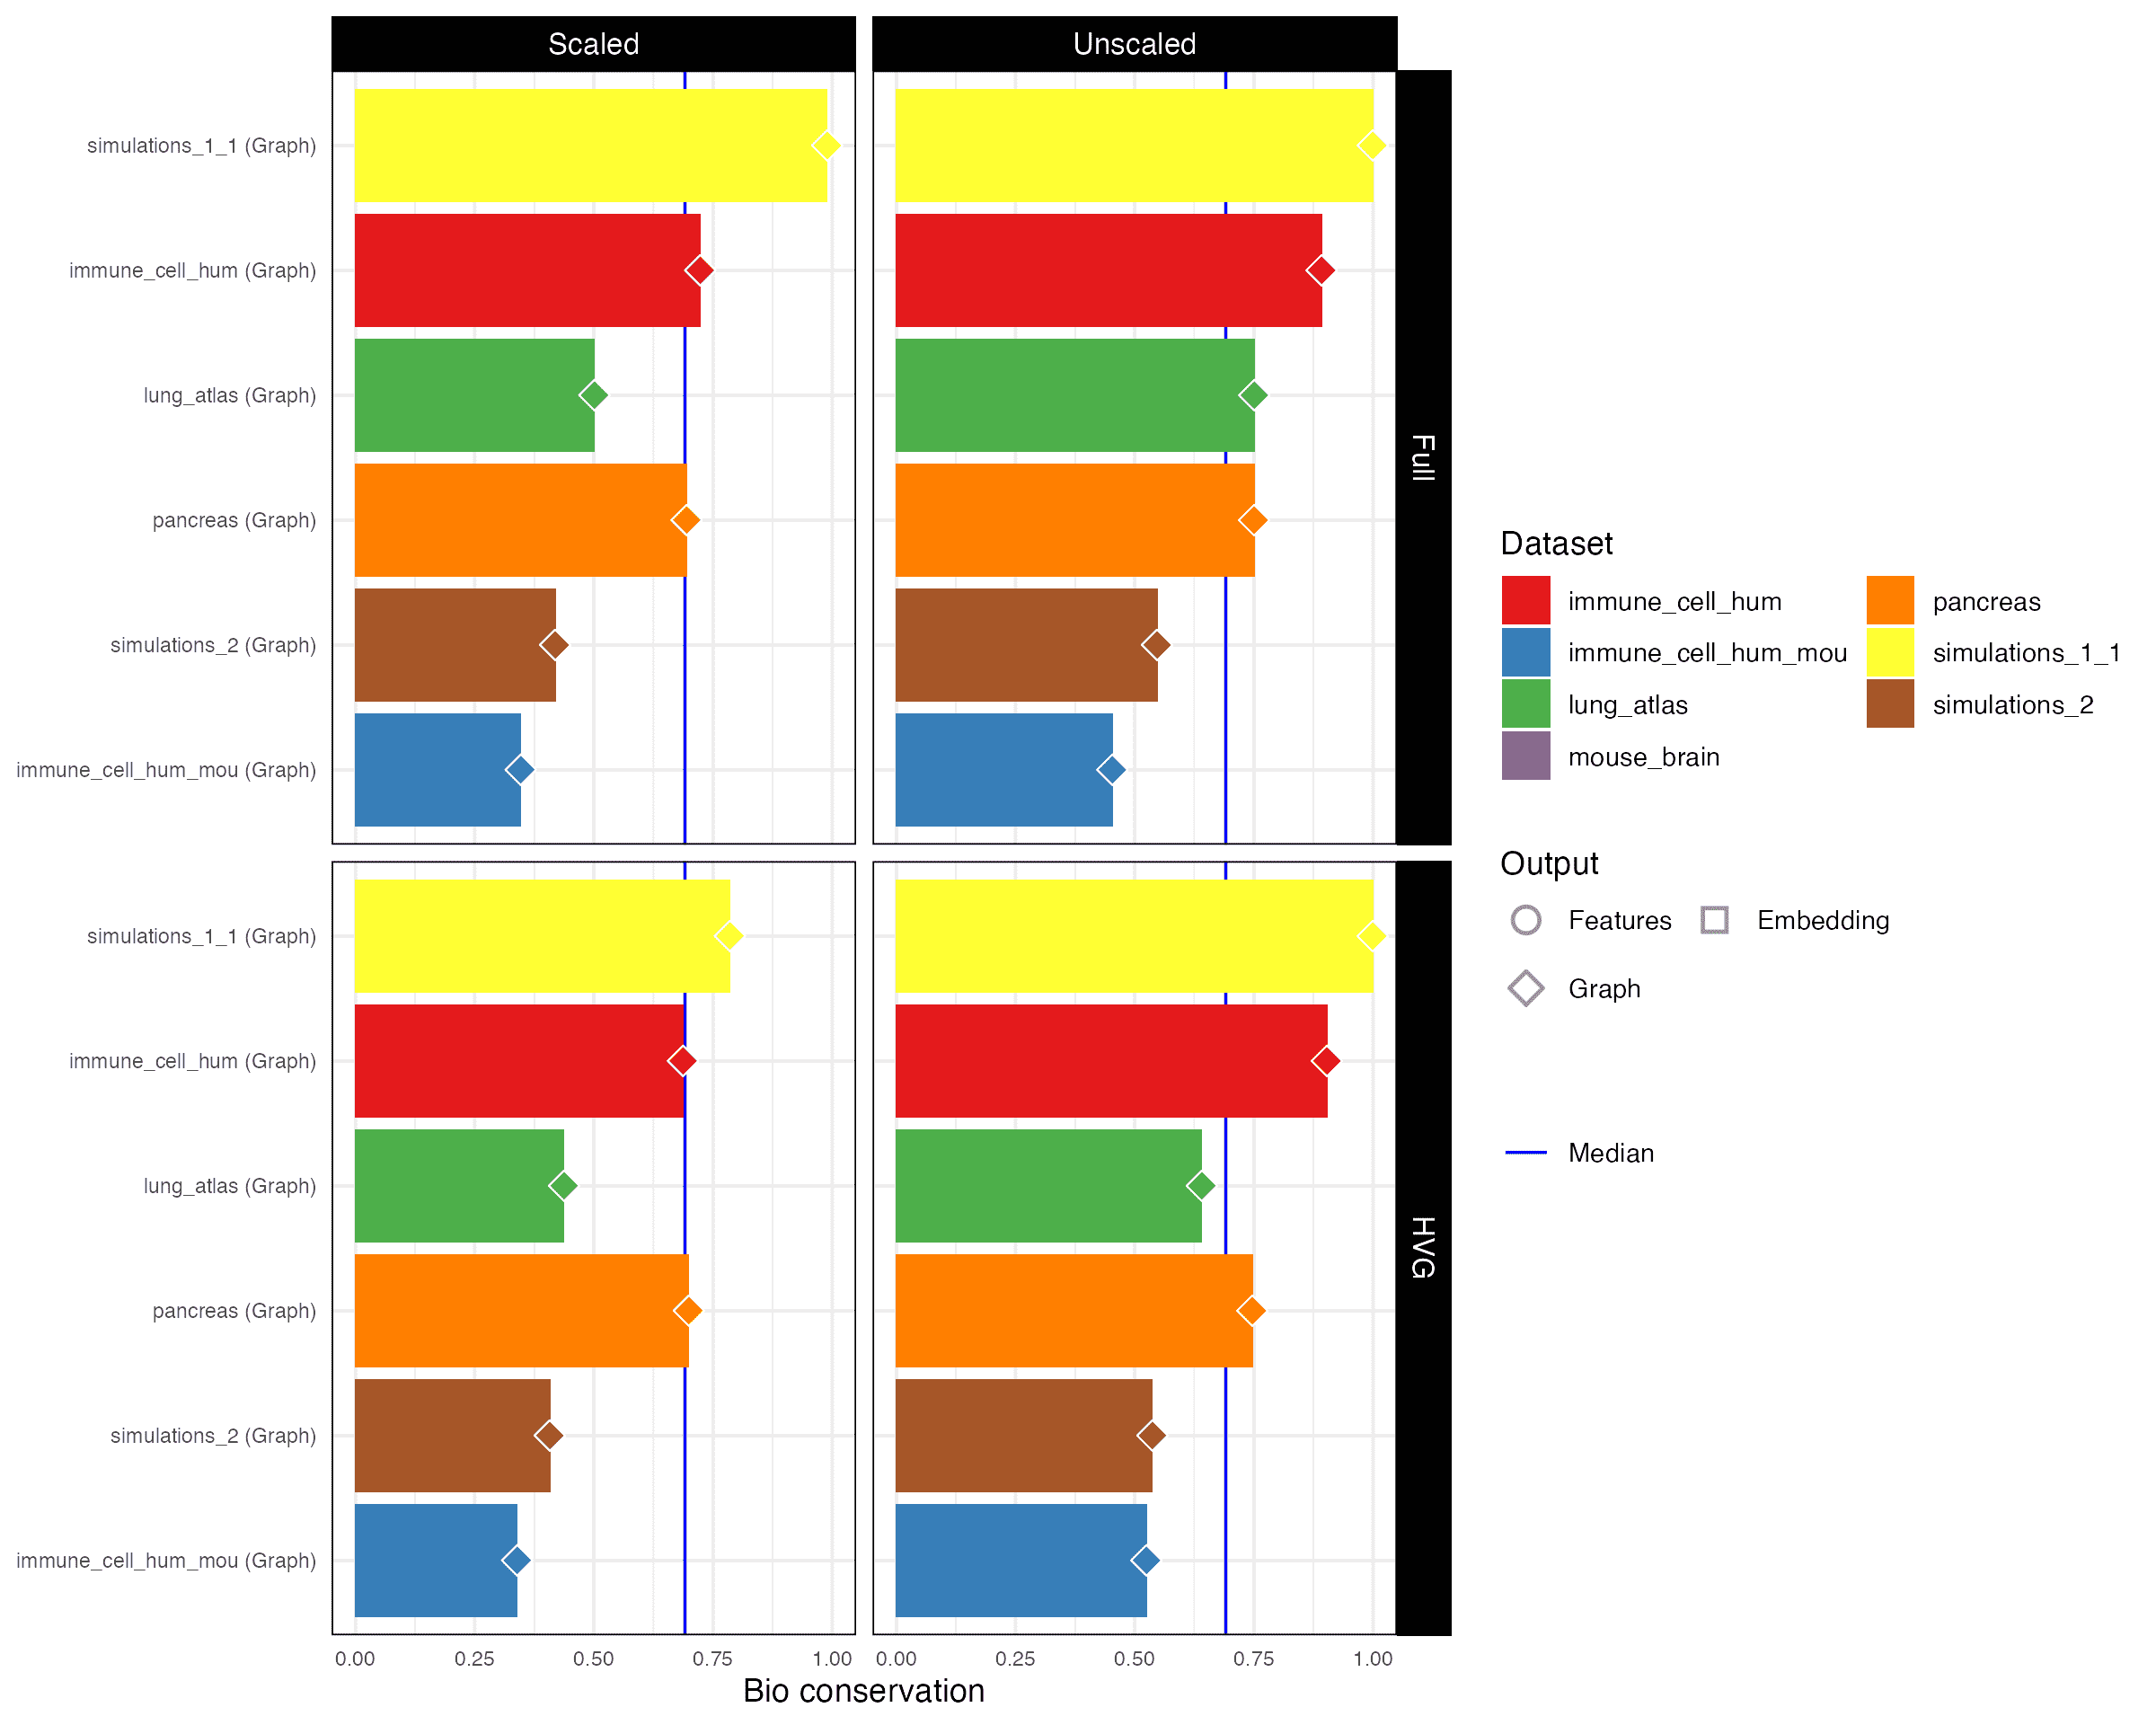 Scaled
Unscaled
simulations_1_1 (Graph)
immune_cell_hum (Graph)
lung_atlas (Graph)
pancreas (Graph)
simulations_2 (Graph)
immune_cell_hum_mou (Graph)
Full
simulations_1_1 (Graph)
immune_cell_hum (Graph)
lung_atlas (Graph)
pancreas (Graph)
simulations_2 (Graph)
immune_cell_hum_mou (Graph)
HVG
0.00 0.25 0.50 0.75 1.00 0.00 0.25 0.50 0.75 1.00
Bio conservation
Dataset
immune_cell_hum pancreas
immune_cell_hum_mou simulations_1_1
lung_atlas simulations_2
mouse_brain
Output
Features Embedding
Graph
Median